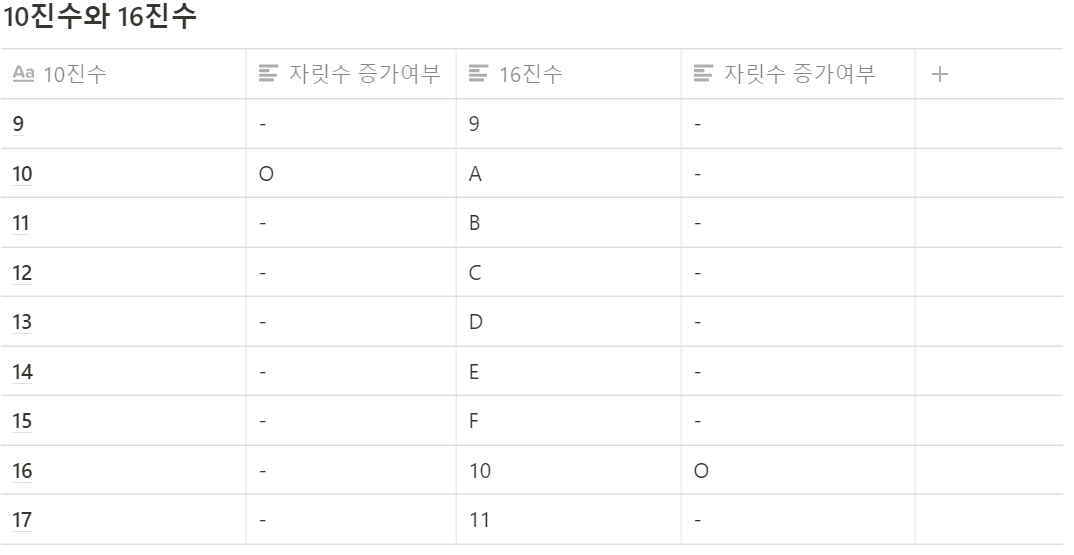 10진수와 16진수
Aa 10진수 자릿수 증가여부 16진수 자릿수 증가여부 +
9 - 9 -
10 O A -
11 - B -
12 - C -
13 - D -
14 - E -
15 - F -
16 - 10 O
17 - 11 -